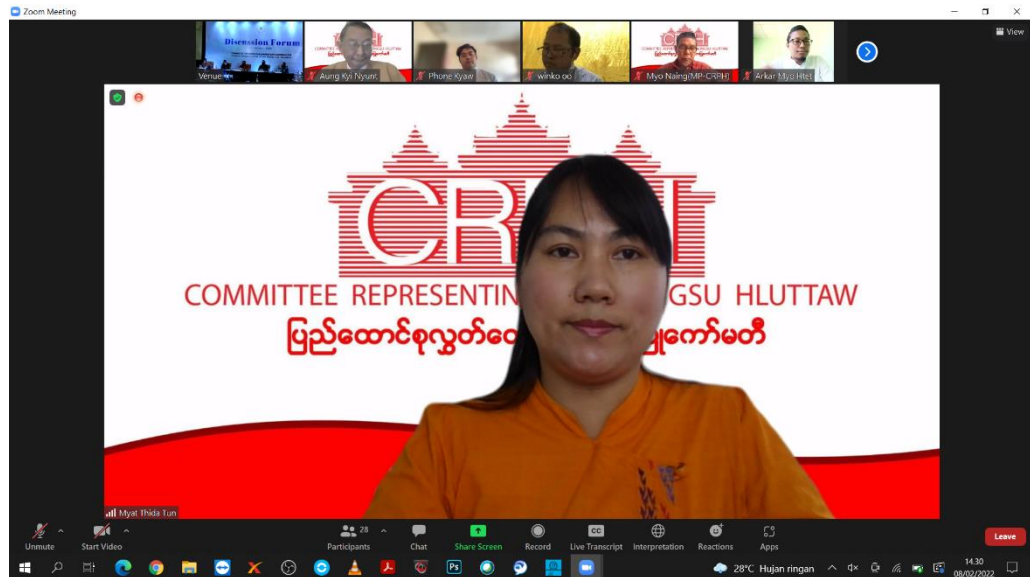 Zoom Meeting
View
Discussion Forum
Venue
Aung Kyi Nyunt
Phone Kyaw
winko oo
Myo Naing(MP-CRPH)
Arkar Myo Htet
COMMITTEE REPRESENTIN GSU HLUTTAW
ပြည်ထောင်စုလွှတ်တေ ပြုကော်မတီ
Myat Thida Tun
Unmute
Start Video
28
Participants
Chat
Share Screen
Record
CC
Live Transcript
Interpretation
Reactions
Apps
Leave
Ps
28°C Hujan ringan
14.30
08/02/2022